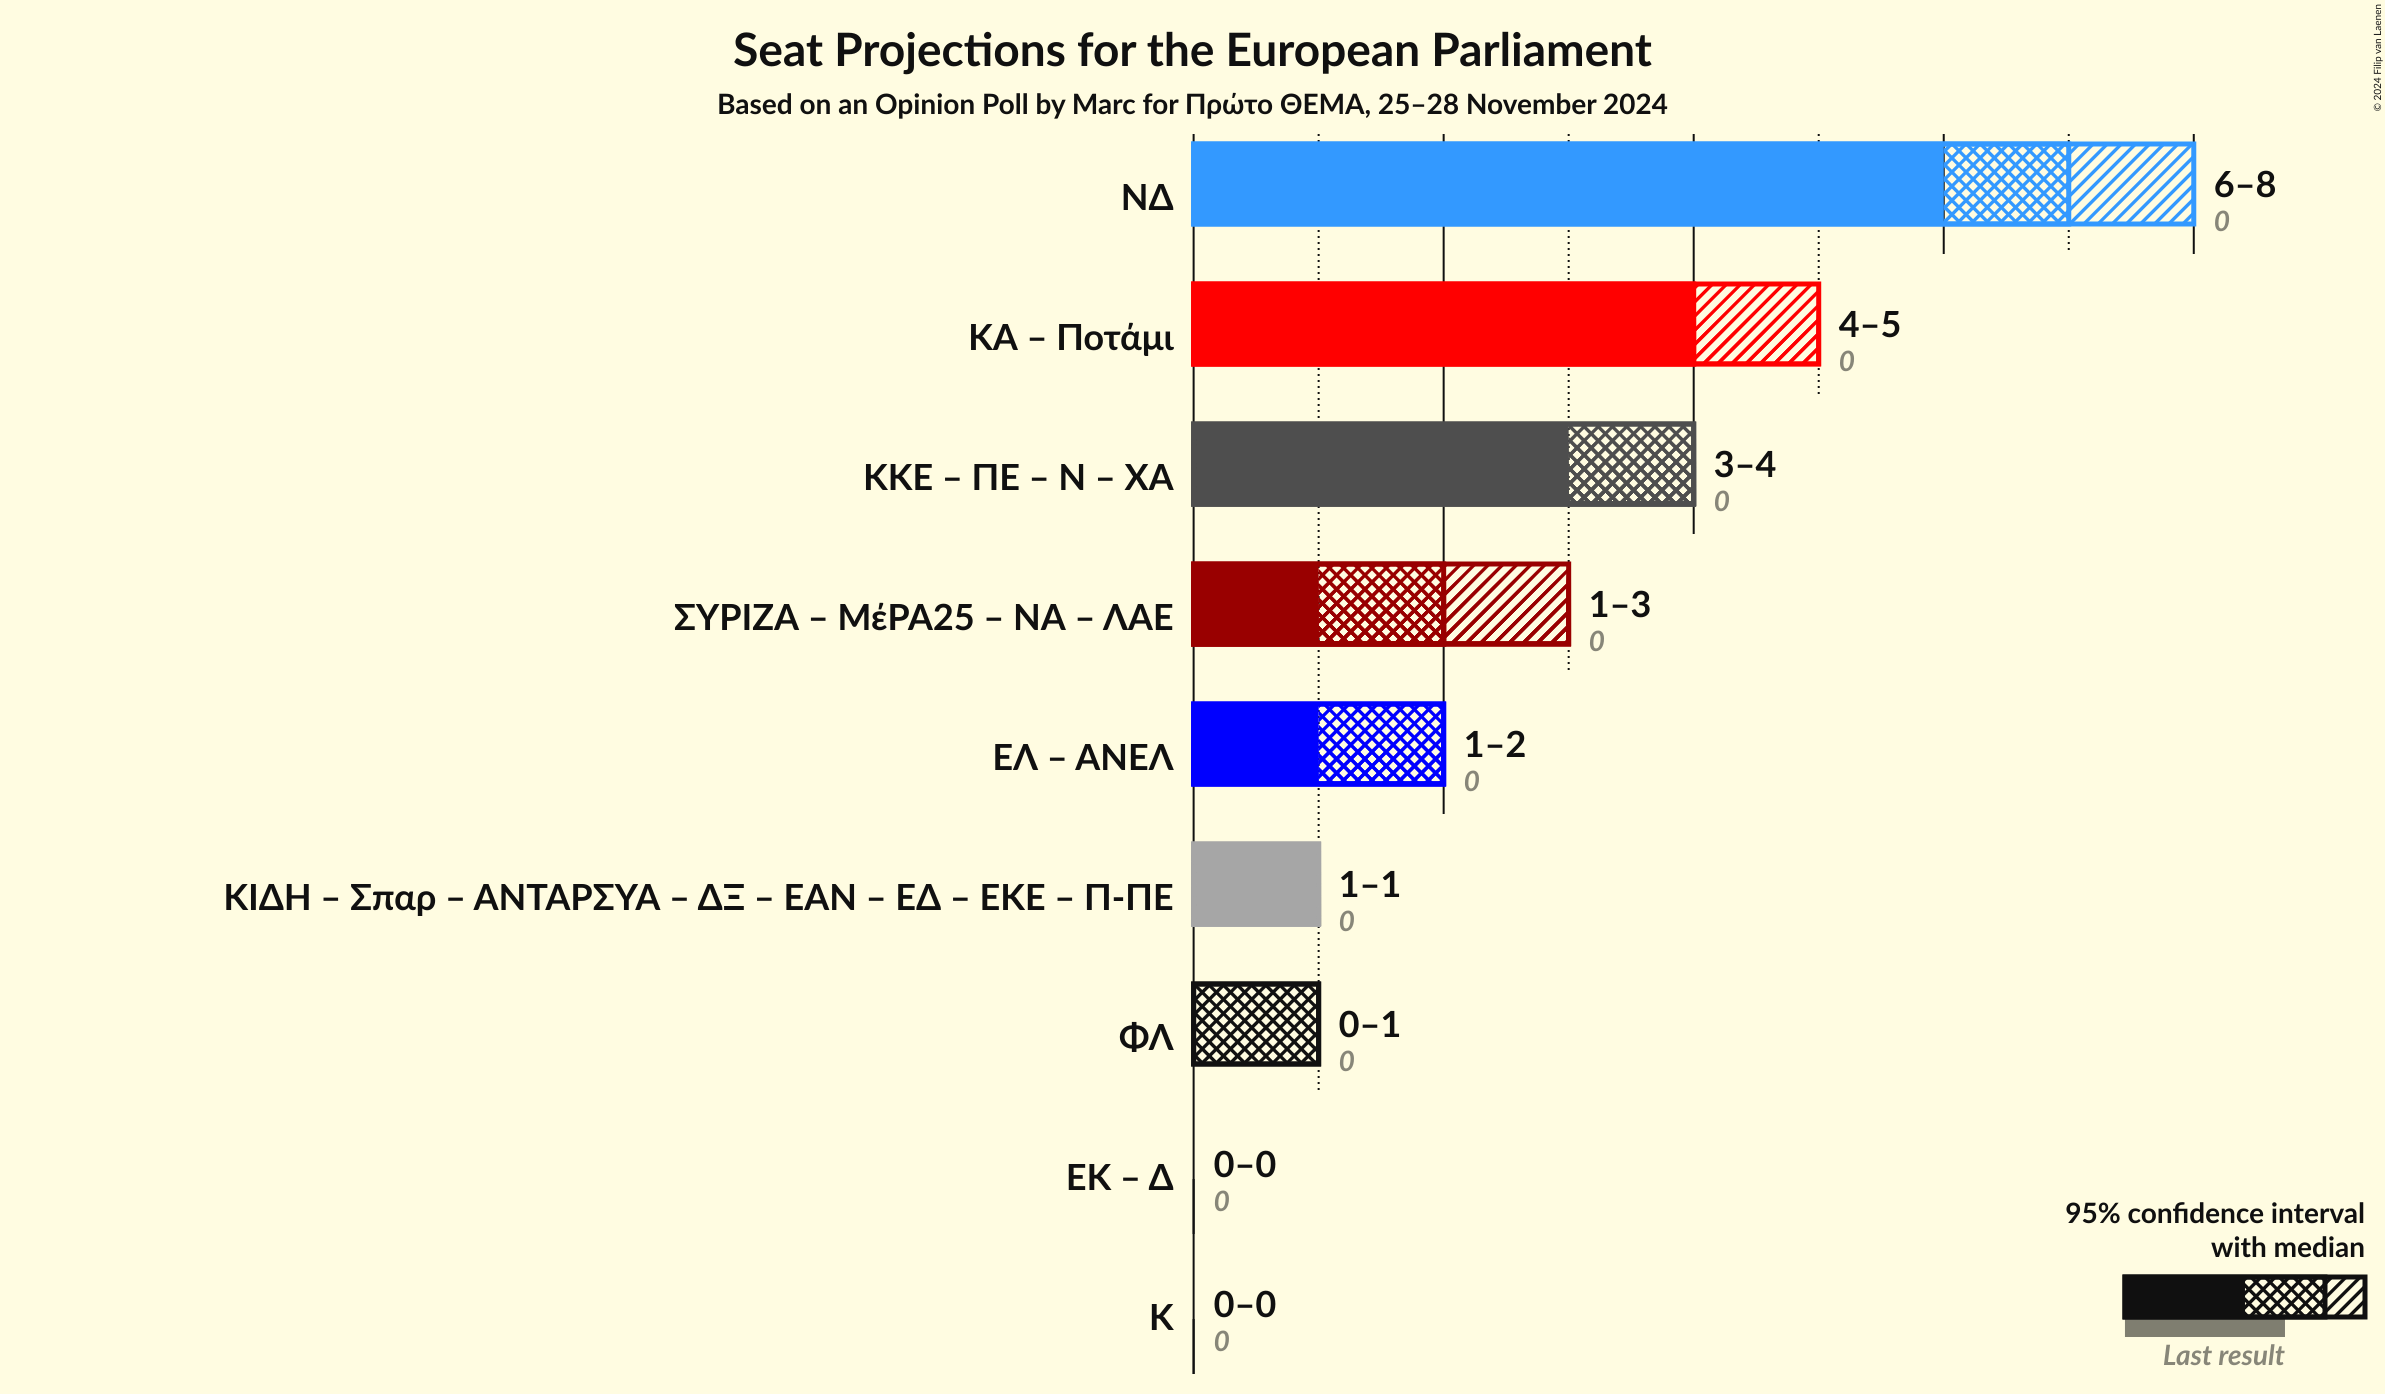 Seat Projections for the European Parliament
Based on an Opinion Poll by Marc for Πρώτο ΘΕΜΑ, 25–28 November 2024
© 2024 Filip van Laenen
ΝΔ
6–8
0
ΚΑ – Ποτάμι
4–5
0
ΚΚΕ – ΠΕ – Ν – ΧΑ
3–4
0
ΣΥΡΙΖΑ – ΜέΡΑ25 – ΝΑ – ΛΑΕ
1–3
0
ΕΛ – ΑΝΕΛ
1–2
0
ΚΙΔΗ – Σπαρ – ΑΝΤΑΡΣΥΑ – ΔΞ – ΕΑΝ – ΕΔ – ΕΚΕ – Π-ΠΕ
1–1
0
ΦΛ
0–1
0
ΕΚ – Δ
0–0
0
Κ
0–0
0
95% confidence interval
with median
Last result